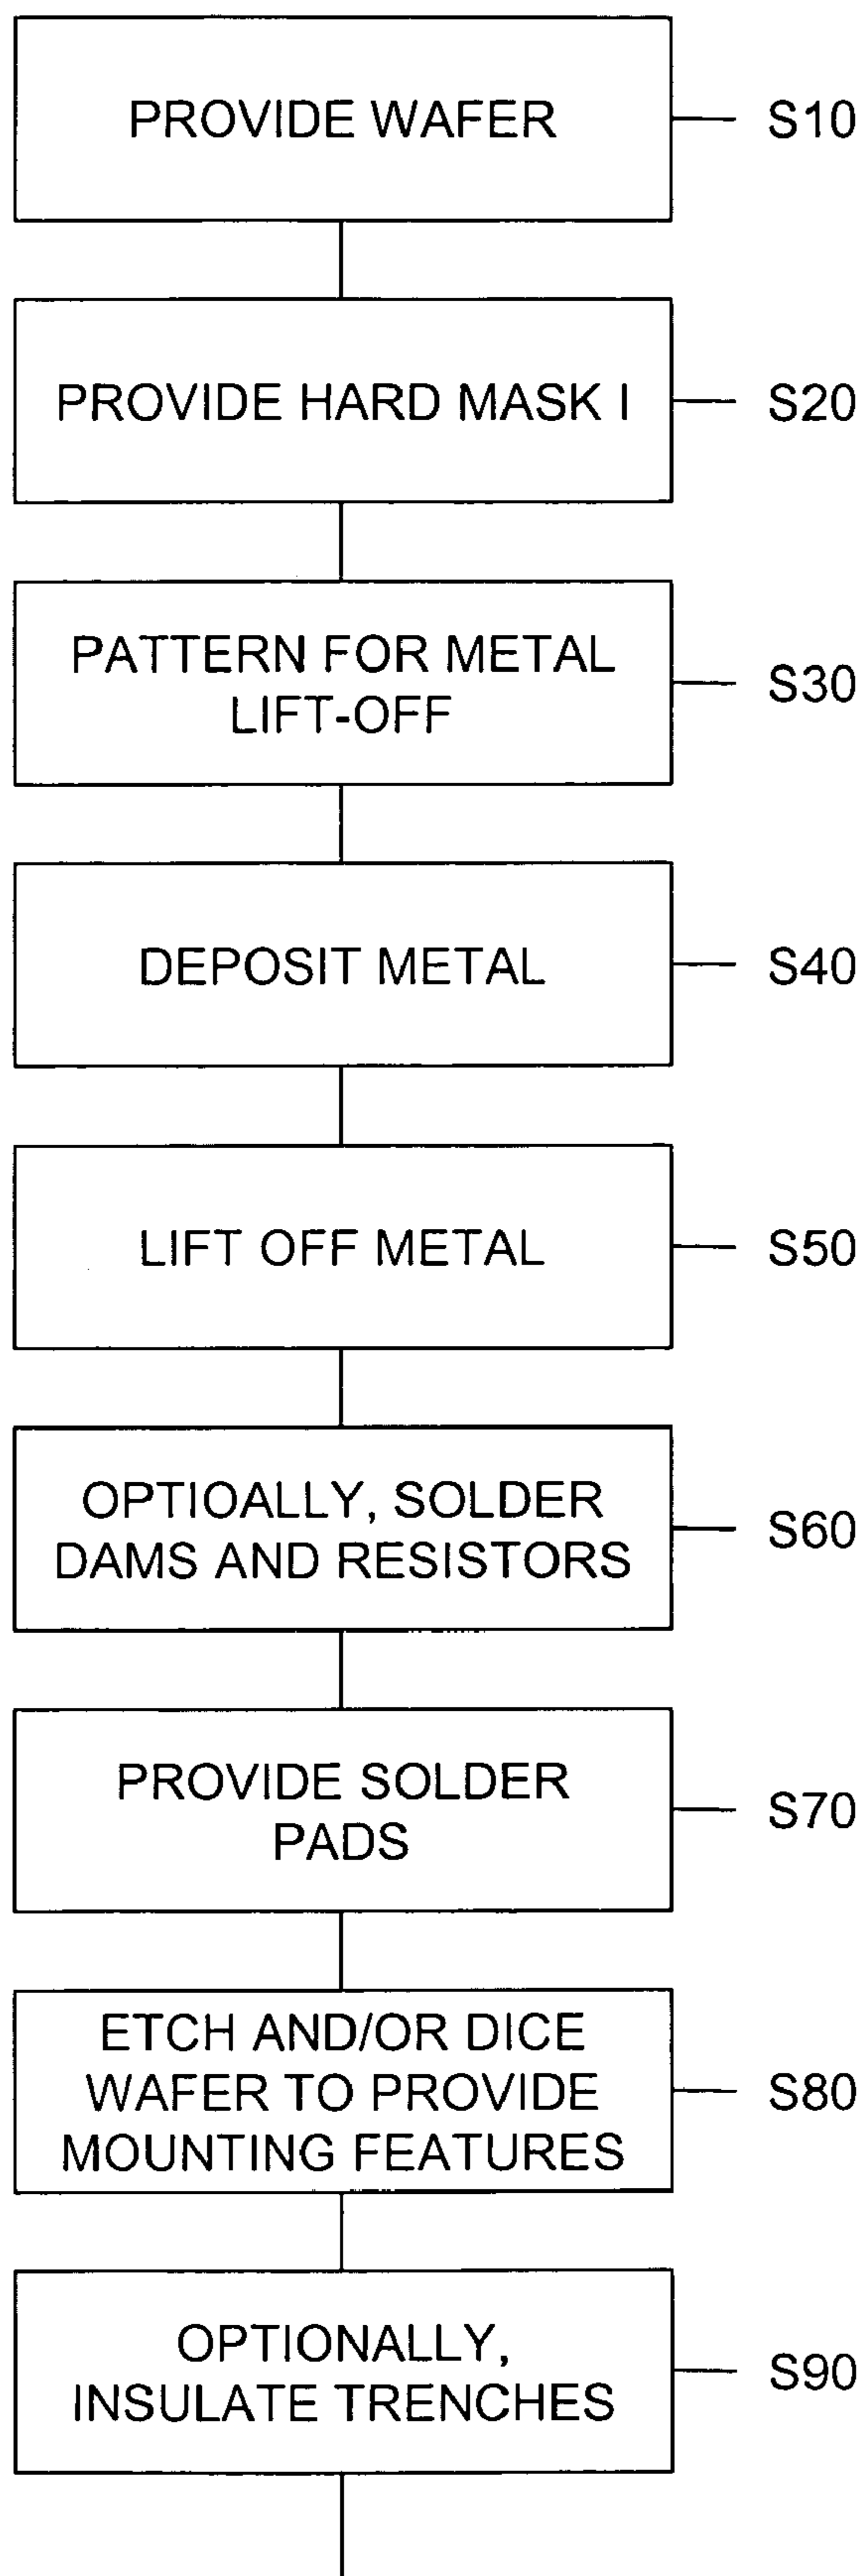 PROVIDE WAFER
S10
PROVIDE HARD MASK I
S20
PATTERN FOR METAL
LIFT-OFF
S30
DEPOSIT METAL
S40
LIFT OFF METAL
S50
OPTIOALLY, SOLDER
DAMS AND RESISTORS
S60
PROVIDE SOLDER
PADS
S70
ETCH AND/OR DICE
WAFER TO PROVIDE
MOUNTING FEATURES
S80
OPTIONALLY,
INSULATE TRENCHES
S90